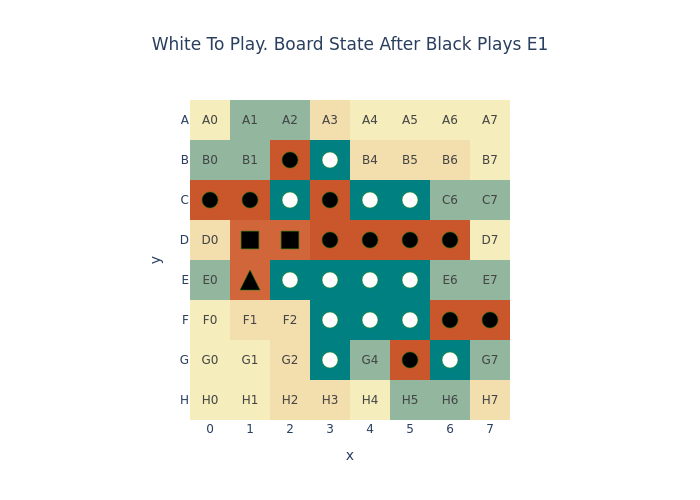 White To Play. Board State After Black Plays E1
A A0 A1 A2 A3 A4 A5 A6 A7
B B0 B1 B4 B5 B6 B7
C C6 C7
D D0 D7
E E0 E6 E7
F F0 F1 F2
G G0 G1 G2 G4 G7
H H0 H1 H2 H3 H4 H5 H6 H7
0 1 2 3 4 5 6 7
x
y